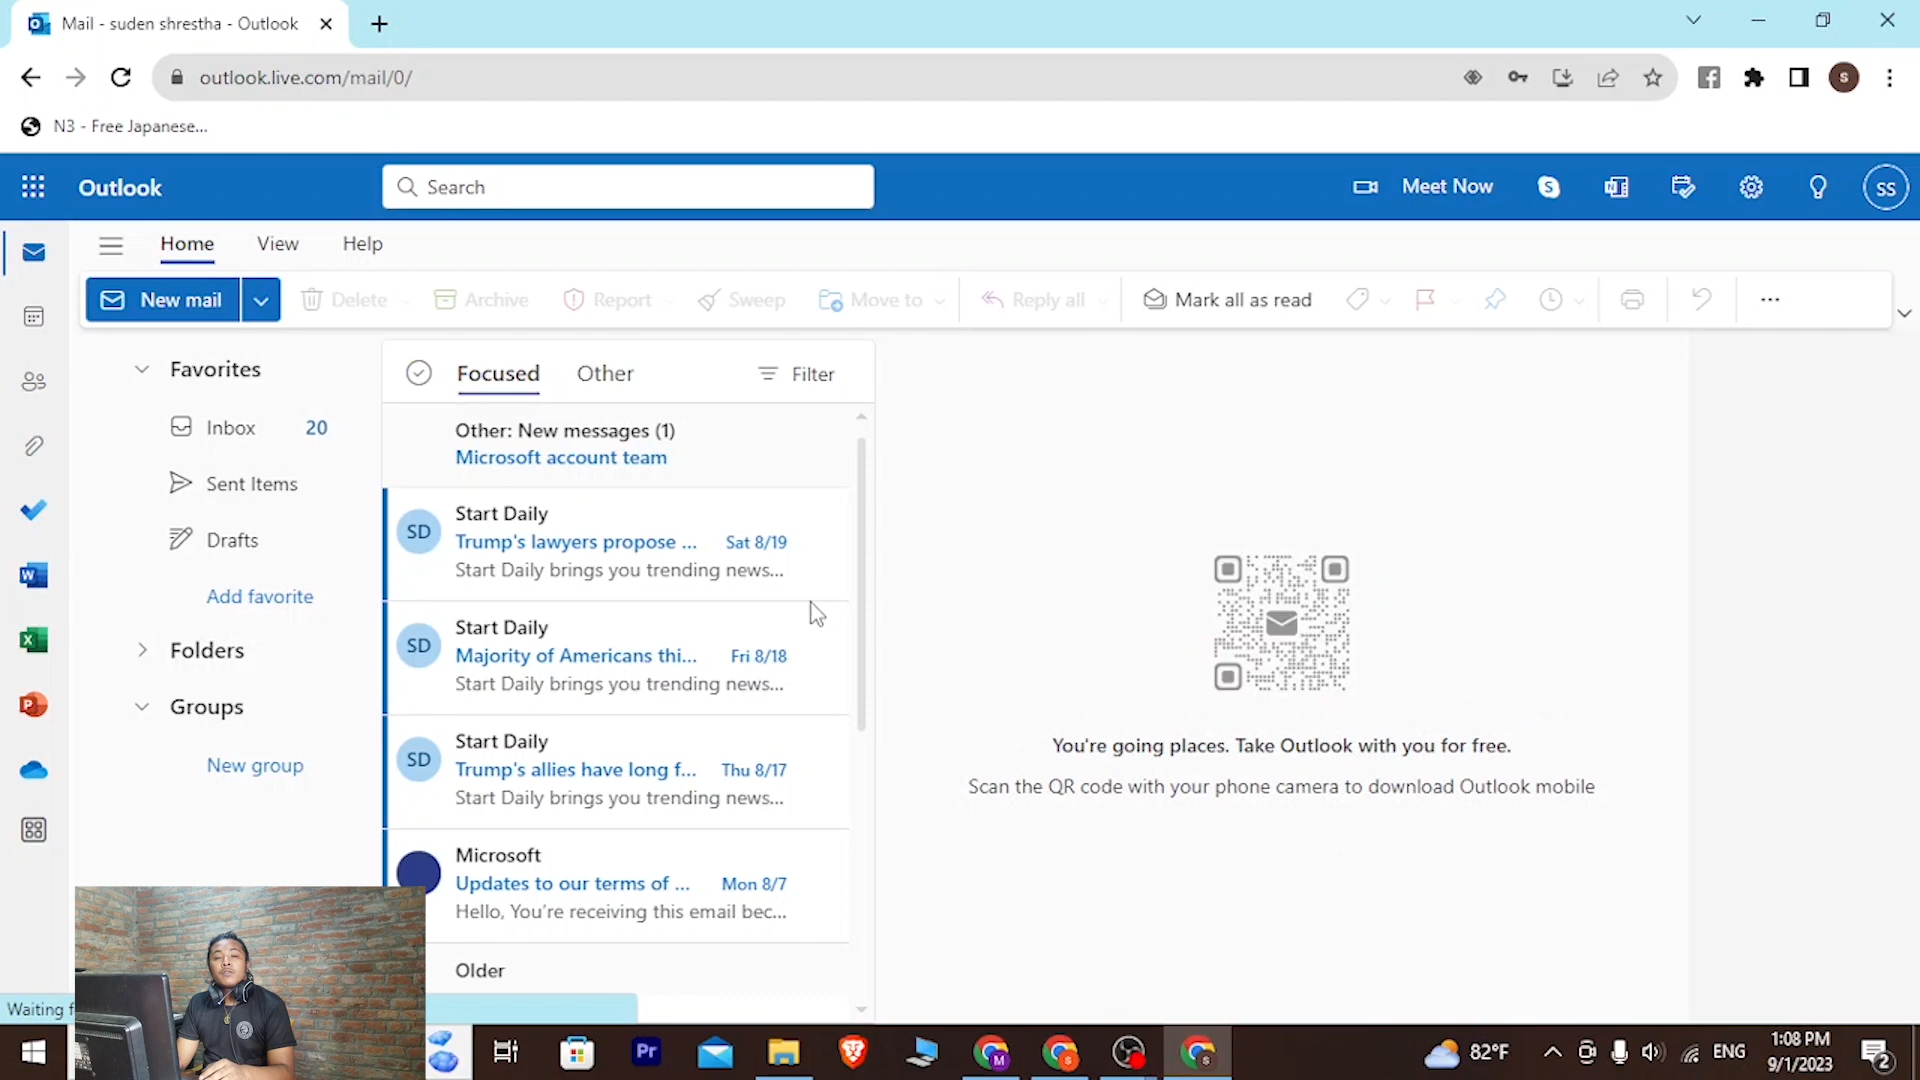 Mail - suden shrestha - Outlook
outlook.live.com/mail/0/
S
N3 - Free Japanese...
Outlook
Search
Meet Now
SS
Home View Help
New mail Delete Archive Report Sweep Move to Reply all Mark all as read
Favorites
Inbox 20
Sent Items
Drafts
Add favorite
Folders
Groups
New group
Focused Other Filter
Other: New messages (1)
Microsoft account team
SD
Start Daily
Trump's lawyers propose ... Sat 8/19
Start Daily brings you trending news...
SD
Start Daily
Majority of Americans thi... Fri 8/18
Start Daily brings you trending news...
SD
Start Daily
Trump's allies have long f... Thu 8/17
Start Daily brings you trending news...
Microsoft
Updates to our terms of ... Mon 8/7
Hello, You're receiving this email bec...
Older
You're going places. Take Outlook with you for free.
Scan the QR code with your phone camera to download Outlook mobile
Waiting f
Pr
82°F
ENG
1:08 PM
9/1/2023
2